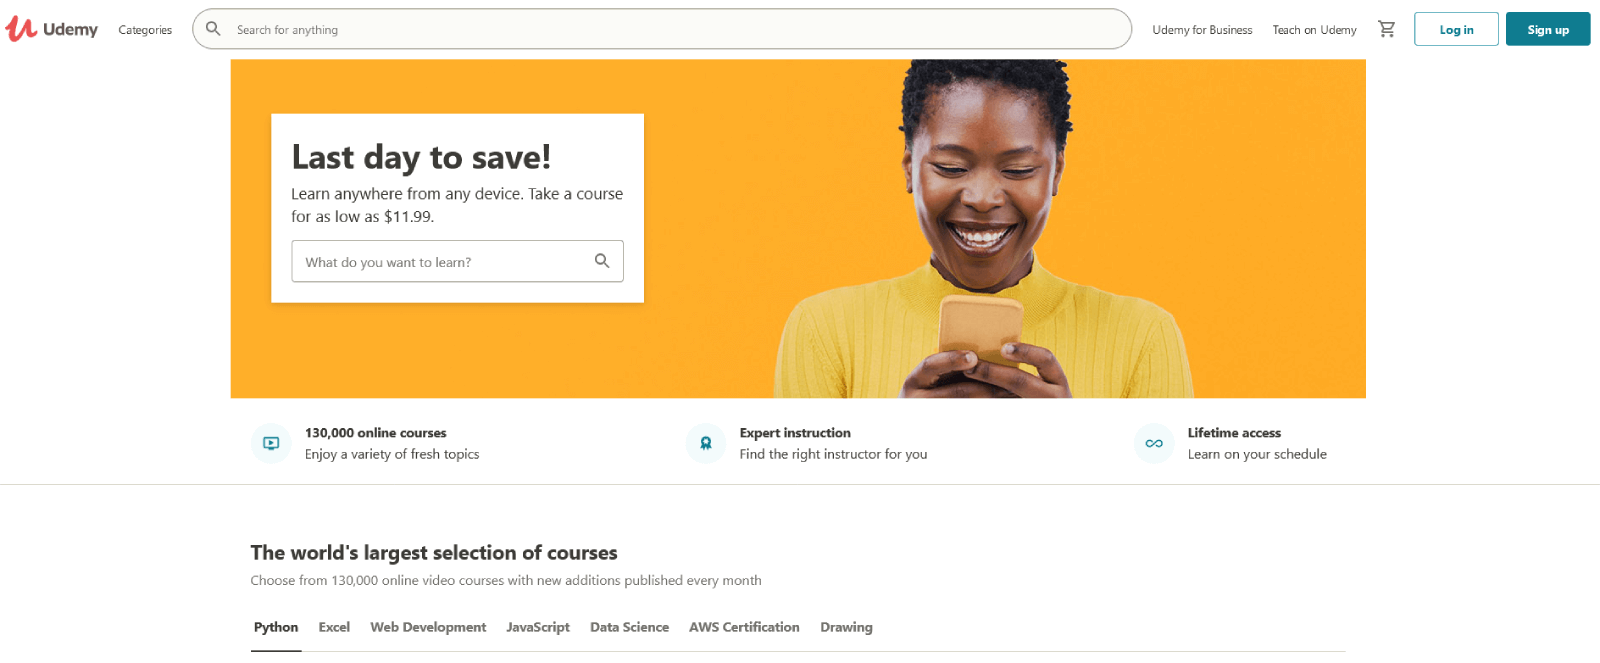 Udemy
Categories
Search for anything
Udemy for Business
Teach on Udemy
Log in
Sign up
Last day to save!
Learn anywhere from any device. Take a course
for as low as $11.99.
What do you want to learn?
130,000 online courses
Enjoy a variety of fresh topics
Expert instruction
Find the right instructor for you
Lifetime access
Learn on your schedule
The world's largest selection of courses
Choose from 130,000 online video courses with new additions published every month
Python
Excel
Web Development
JavaScript
Data Science
AWS Certification
Drawing